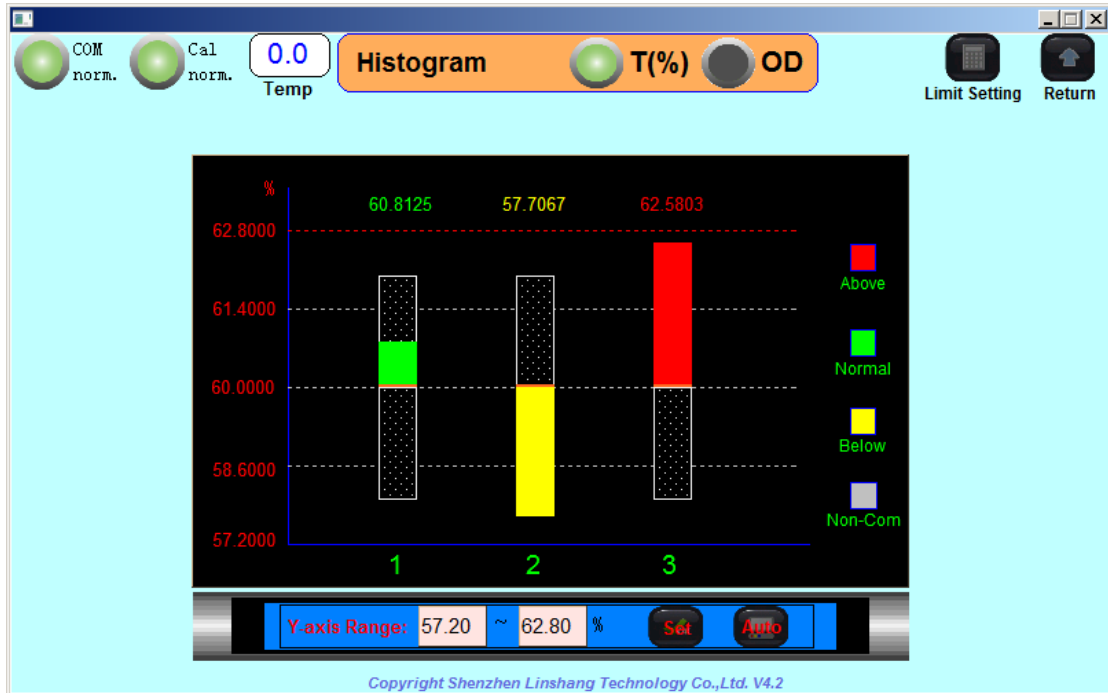 COM norm.
Cal norm.
0.0
Temp
Histogram
T(%)
OD
Limit Setting
Return
%
60.8125 57.7067 62.5803
62.8000
61.4000
60.0000
58.6000
57.2000
1 2 3
Above
Normal
Below
Non-Com
Y-axis Range: 57.20 ~ 62.80 % Set Auto
Copyright Shenzhen Linshang Technology Co.,Ltd. V4.2